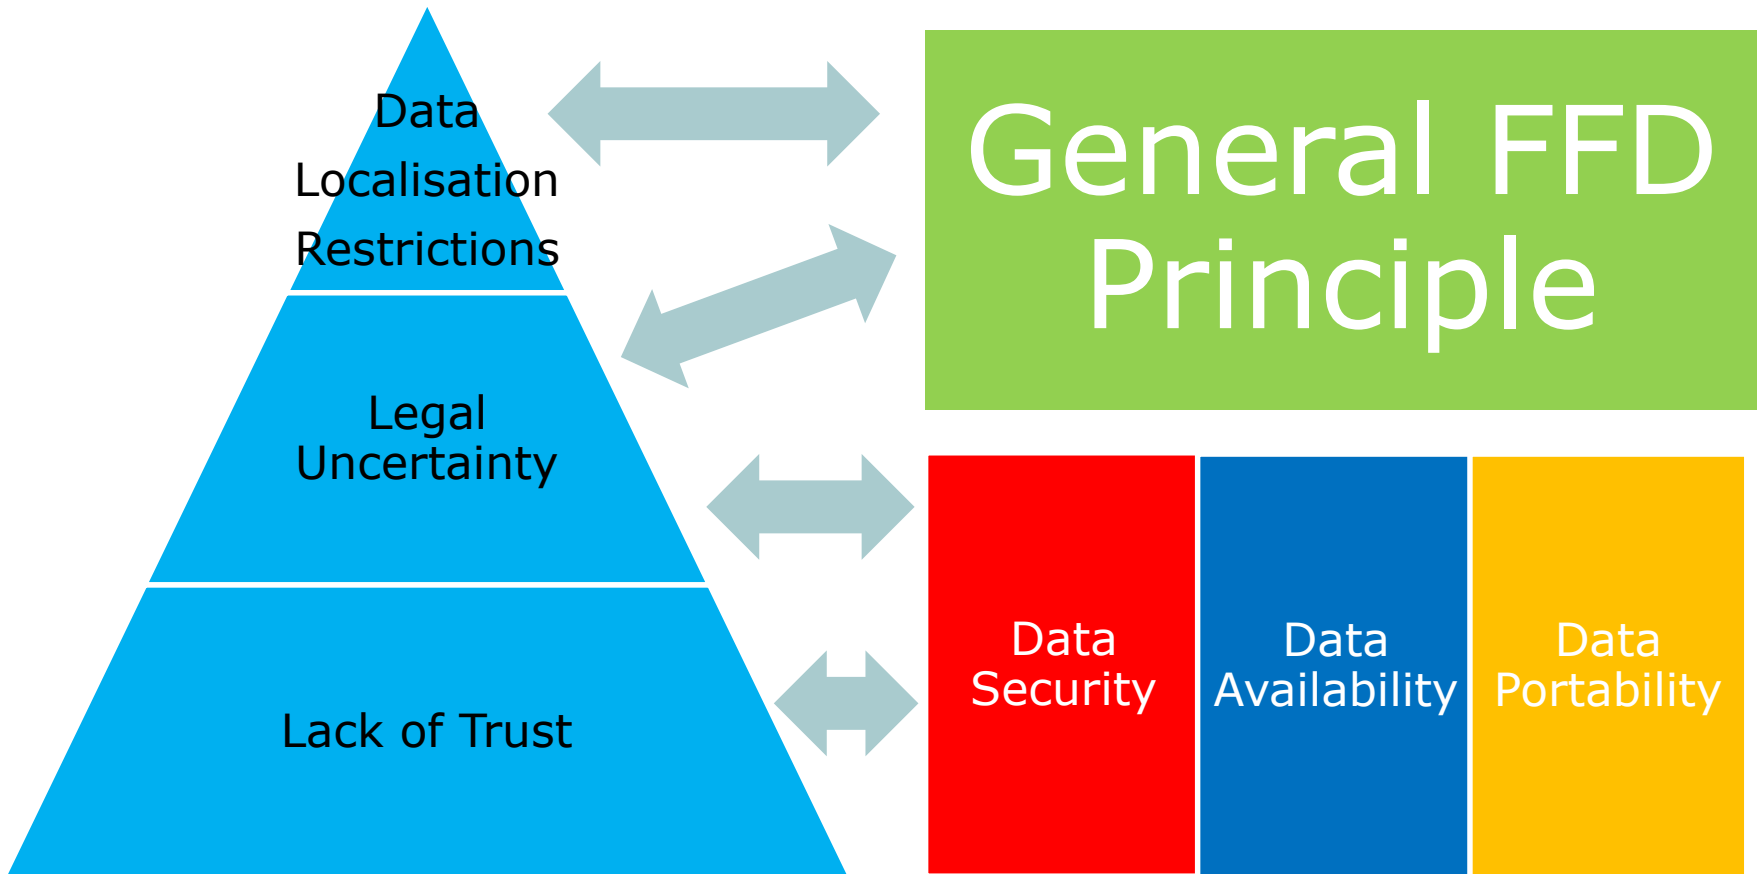 Data
Localisation
Restrictions
Legal
Uncertainty
Lack of Trust
General FFD
Principle
Data
Security
Data
Availability
Data
Portability